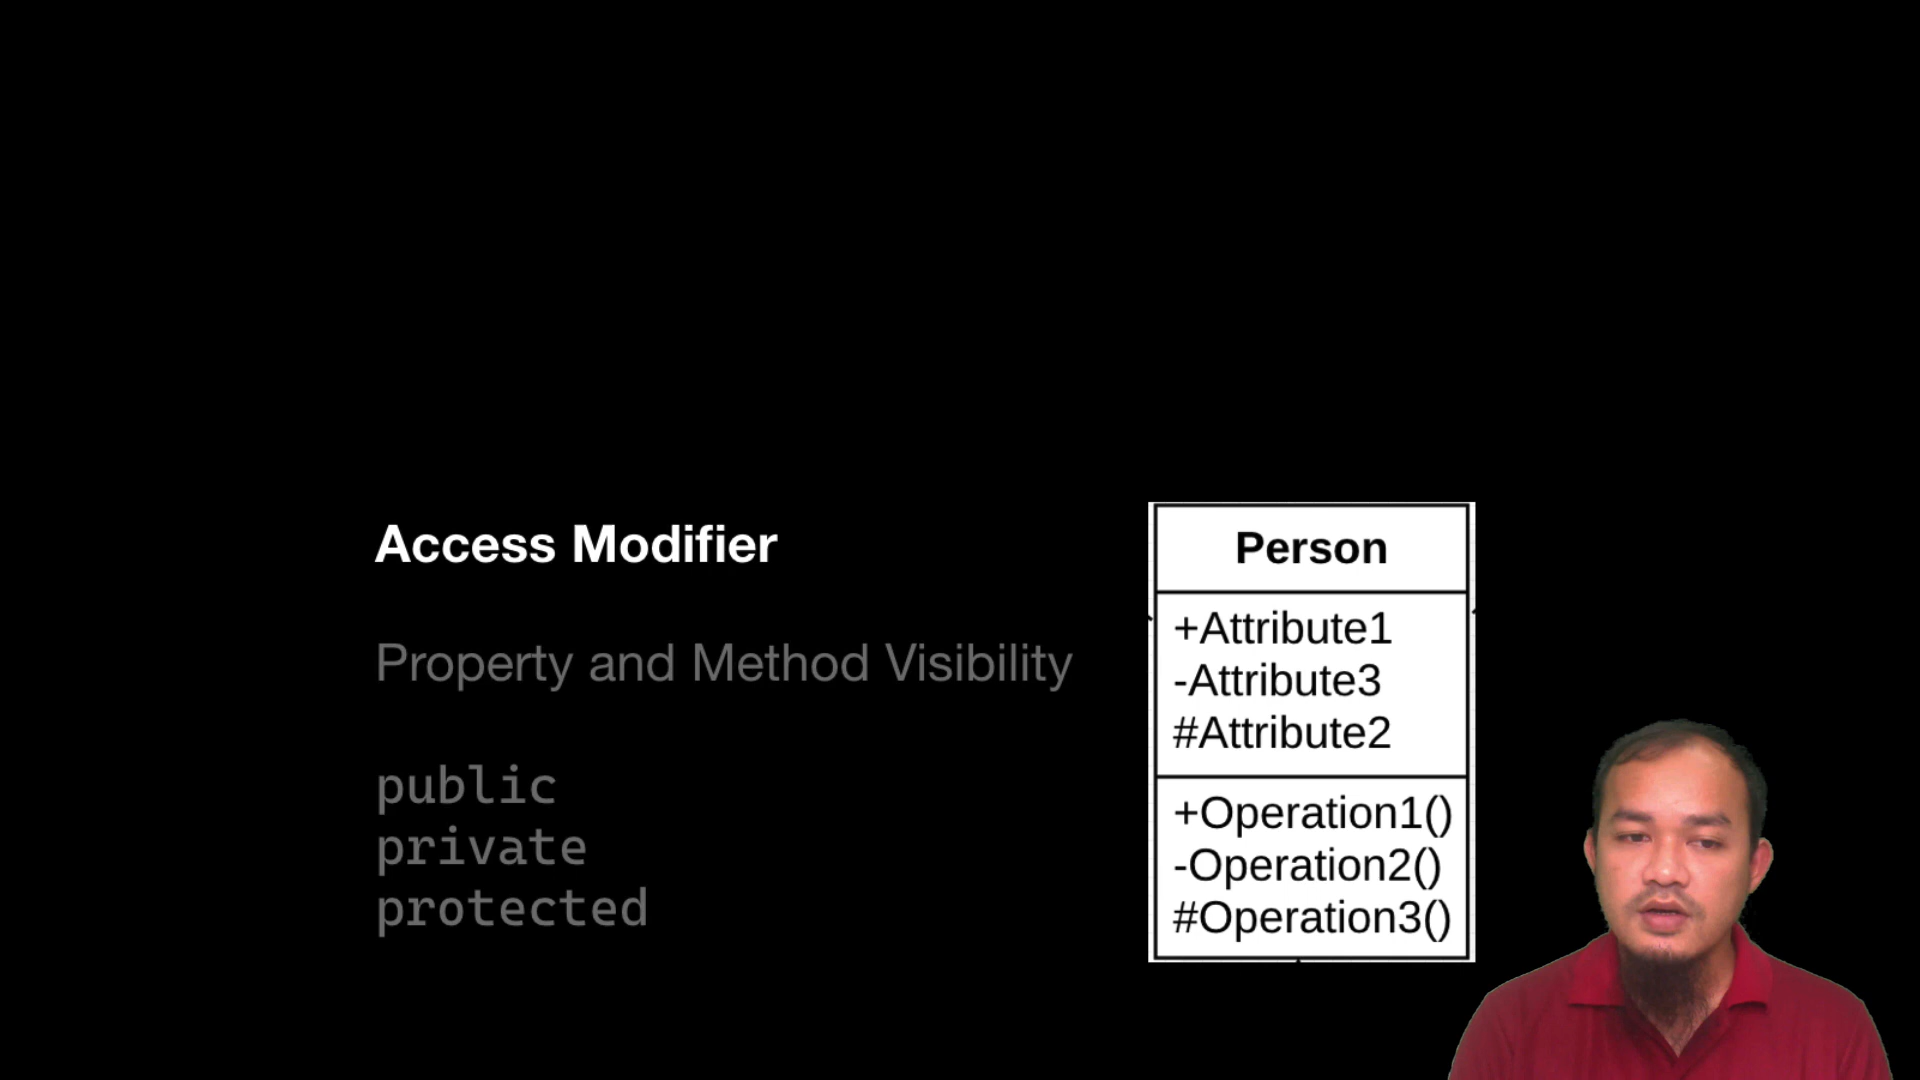 Access Modifier
Property and Method Visibility
public
private
protected
Person
+Attribute1
-Attribute3
#Attribute2
+Operation1()
-Operation2()
#Operation3()